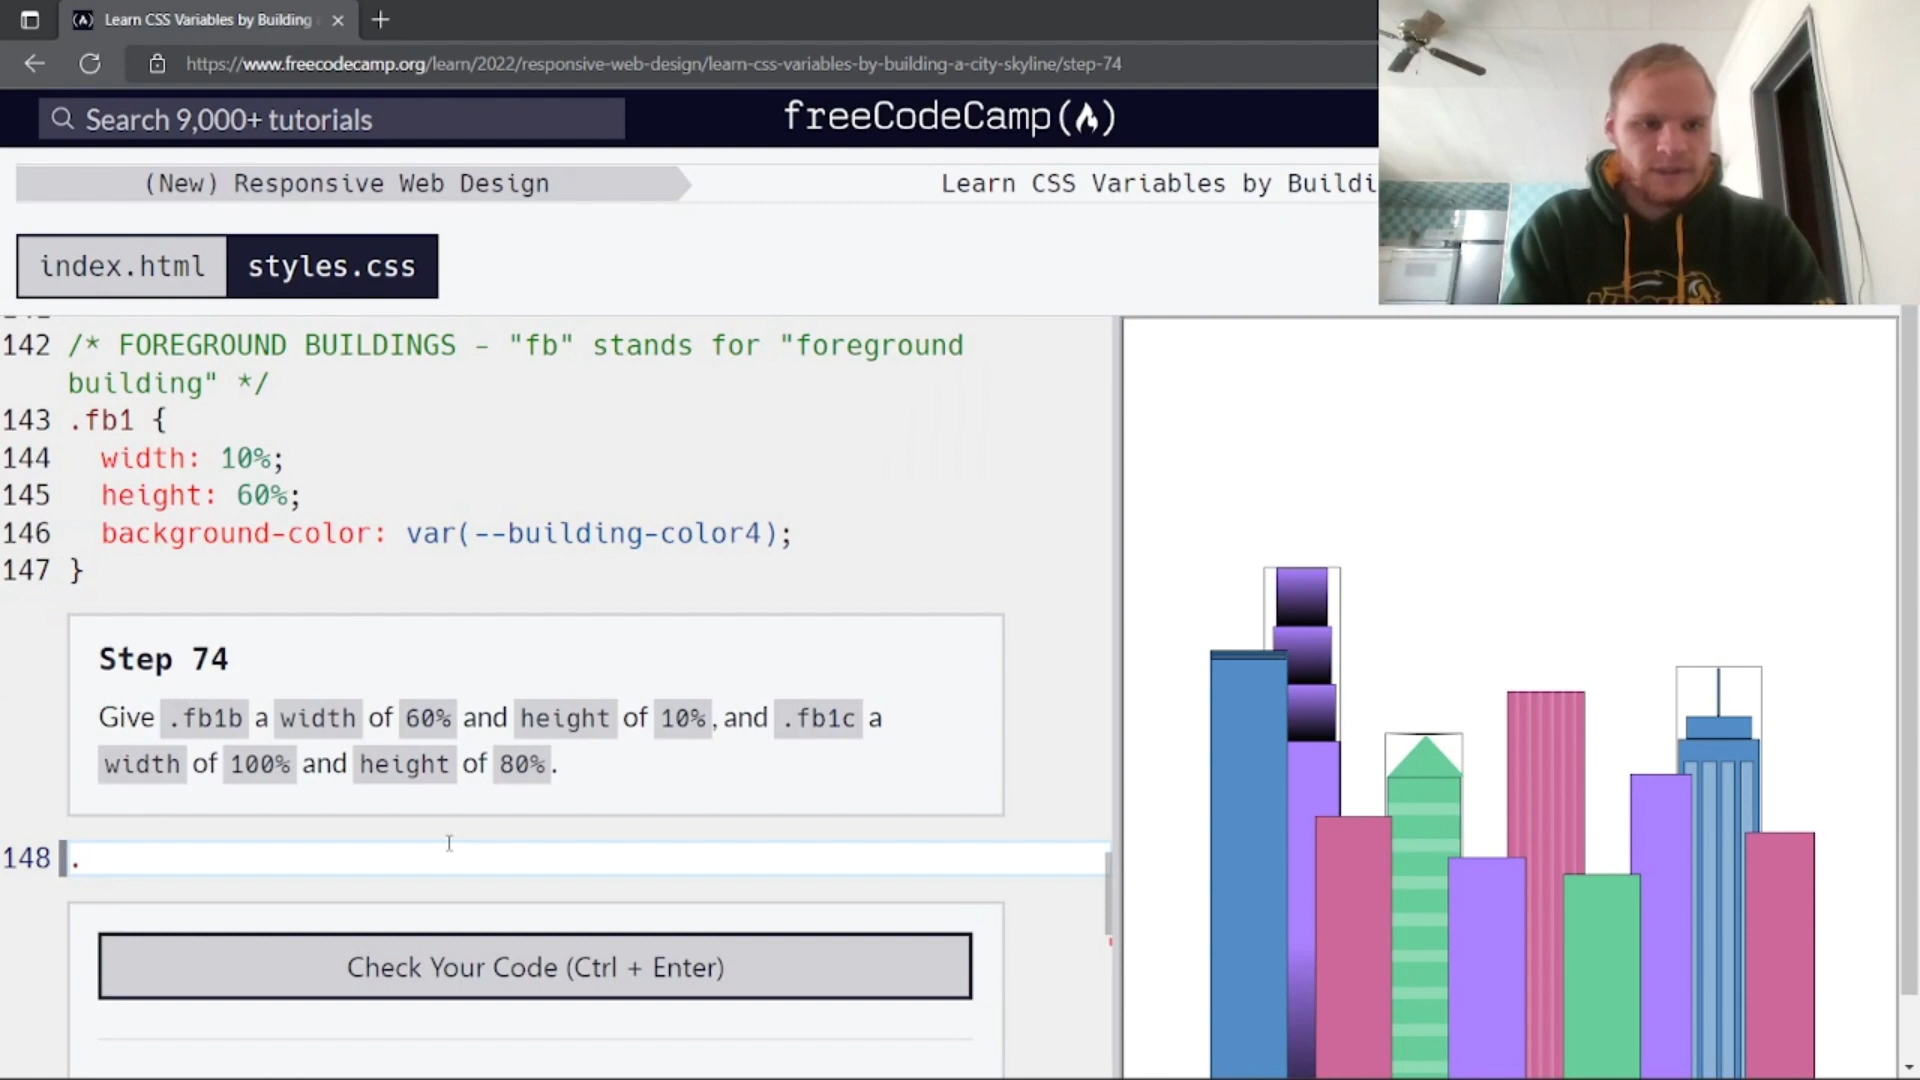 Learn CSS Variables by Building
https://www.freecodecamp.org/learn/2022/responsive-web-design/learn-css-variables-by-building-a-city-skyline/step-74
Search 9,000+ tutorials
freeCodeCamp
(New) Responsive Web Design
Learn CSS Variables by Buildi
index.html
styles.css
142 /* FOREGROUND BUILDINGS - "fb" stands for "foreground
building" */
143 .fb1 {
144 width: 10%;
145 height: 60%;
146 background-color: var(--building-color4);
147 }
Step 74
Give .fb1b a width of 60% and height of 10%, and .fb1c a
width of 100% and height of 80%.
148 .
Check Your Code (Ctrl + Enter)